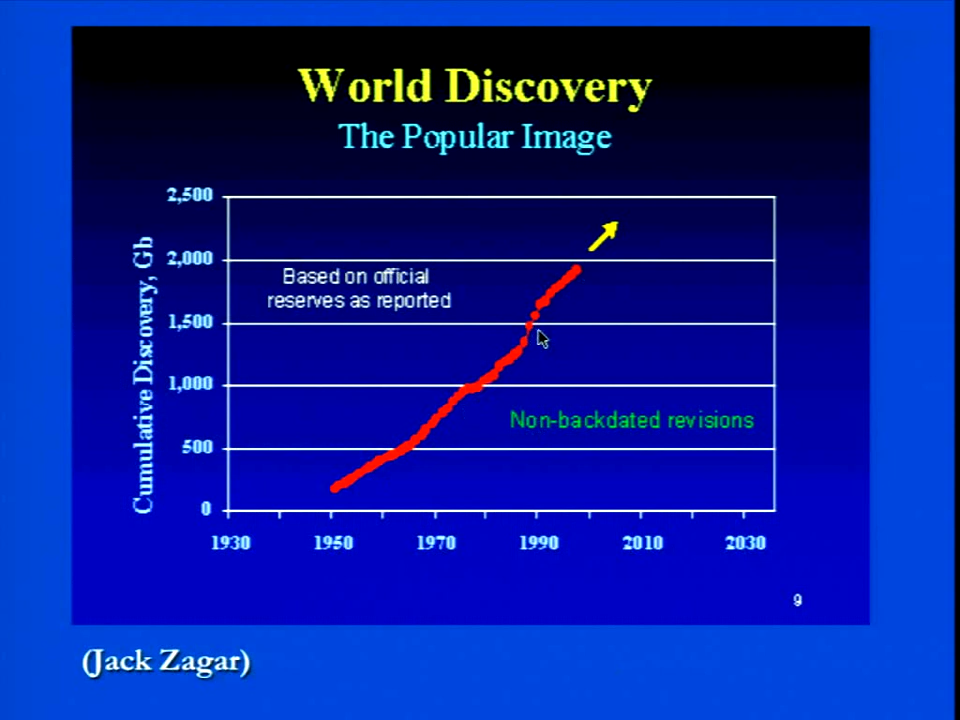 World Discovery
The Popular Image
2,500
2,000
1,500
1,000
500
0
Cumulative Discovery, Gb
Based on official
reserves as reported
Non-backdated revisions
1930 1950 1970 1990 2010 2030
9
(Jack Zagar)